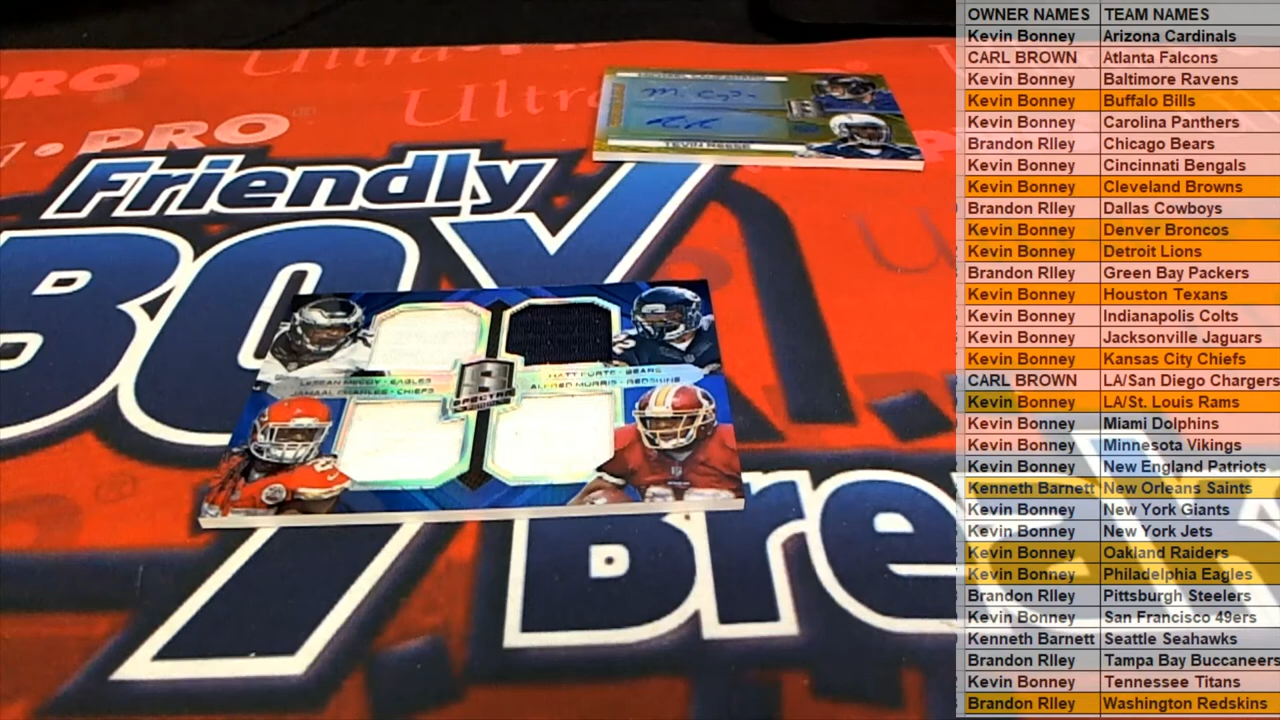 OWNER NAMES TEAM NAMES
Kevin Bonney Arizona Cardinals
CARL BROWN Atlanta Falcons
Kevin Bonney Baltimore Ravens
Kevin Bonney Buffalo Bills
Kevin Bonney Carolina Panthers
Brandon RIley Chicago Bears
Kevin Bonney Cincinnati Bengals
Kevin Bonney Cleveland Browns
Brandon RIley Dallas Cowboys
Kevin Bonney Denver Broncos
Kevin Bonney Detroit Lions
Brandon RIley Green Bay Packers
Kevin Bonney Houston Texans
Kevin Bonney Indianapolis Colts
Kevin Bonney Jacksonville Jaguars
Kevin Bonney Kansas City Chiefs
CARL BROWN LA/San Diego Chargers
Kevin Bonney LA/St. Louis Rams
Kevin Bonney Miami Dolphins
Kevin Bonney Minnesota Vikings
Kevin Bonney New England Patriots
Kenneth Barnett New Orleans Saints
Kevin Bonney New York Giants
Kevin Bonney New York Jets
Kevin Bonney Oakland Raiders
Kevin Bonney Philadelphia Eagles
Brandon RIley Pittsburgh Steelers
Kevin Bonney San Francisco 49ers
Kenneth Barnett Seattle Seahawks
Brandon RIley Tampa Bay Buccaneers
Kevin Bonney Tennessee Titans
Brandon RIley Washington Redskins
PRO
Ultra
PRO
Friendly
BOX
Bre
TEVIN REESE
LESEAN MCCOY • EAGLES
MATT FORTE • BEARS
JAMAAL CHARLES • CHIEFS
ALFRED MORRIS • REDSKINS
SPECTRA